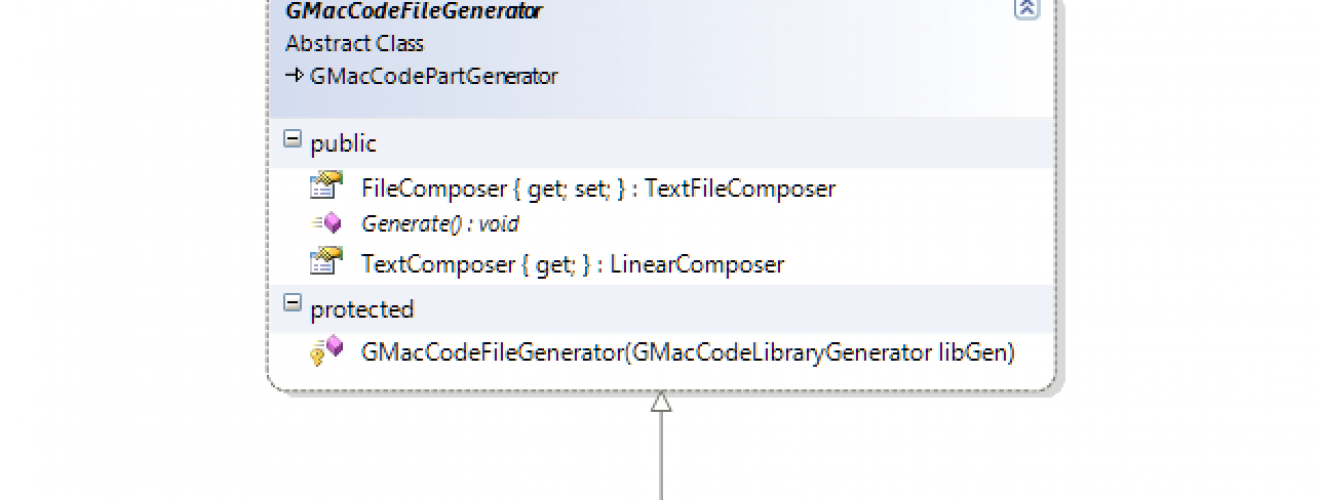 GMacCodeFileGenerator
Abstract Class
GMacCodePartGenerator
public
FileComposer { get; set; } : TextFileComposer
Generate() : void
TextComposer { get; } : LinearComposer
protected
GMacCodeFileGenerator(GMacCodeLibraryGenerator libGen)